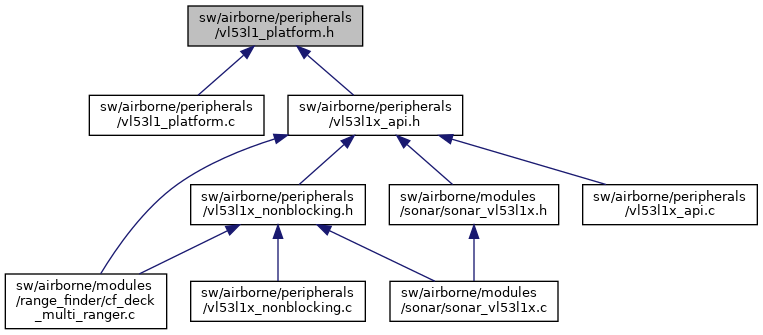 sw/airborne/peripherals
/vl53l1_platform.h
sw/airborne/peripherals
/vl53l1_platform.c
sw/airborne/peripherals
/vl53l1x_api.h
sw/airborne/peripherals
/vl53l1x_nonblocking.h
sw/airborne/modules
/sonar/sonar_vl53l1x.h
sw/airborne/peripherals
/vl53l1x_api.c
sw/airborne/modules
/range_finder/cf_deck
_multi_ranger.c
sw/airborne/peripherals
/vl53l1x_nonblocking.c
sw/airborne/modules
/sonar/sonar_vl53l1x.c